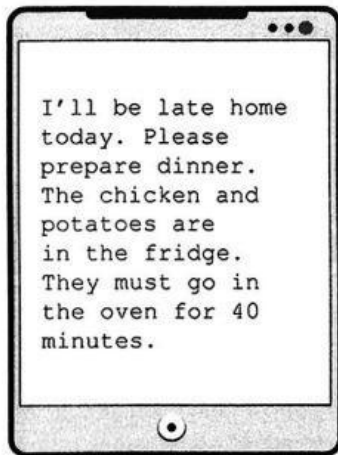 I'll be late home
today. Please
prepare dinner.
The chicken and
potatoes are
in the fridge.
They must go in
the oven for 40
minutes.